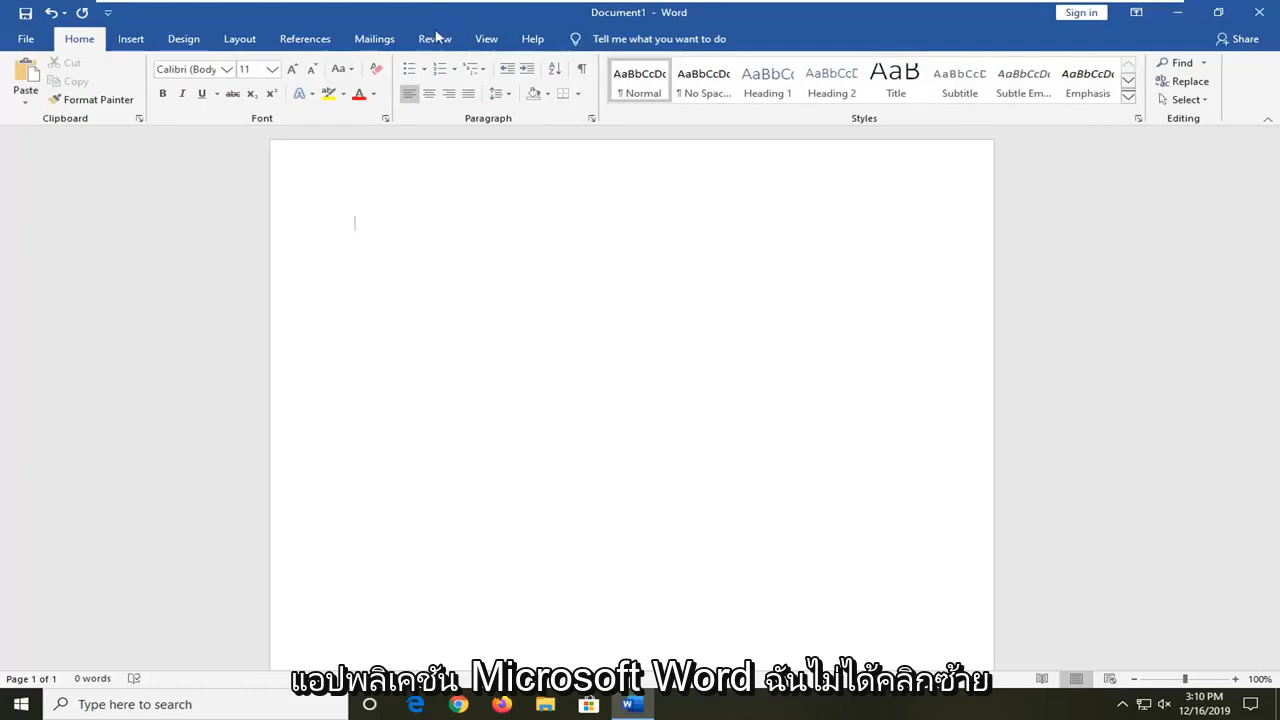 Document1 - Word
Sign in
File Home Insert Design Layout References Mailings Review View Help Tell me what you want to do Share
Paste
Cut
Copy
Format Painter
Calibri (Body 11
AaBbCcDc ¶ Normal
AaBbCcDc ¶ No Spac...
AaBbCc Heading 1
AaBbCcD Heading 2
AaB Title
AaBbCcD Subtitle
AaBbCcDc Subtle Em...
AaBbCcDc Emphasis
Find
Replace
Select
Clipboard Font Paragraph Styles Editing
แอปพลิเคชัน Microsoft Word ฉันไม่ได้คลิกซ้าย
Page 1 of 1 0 words 100%
Type here to search
3:10 PM
12/16/2019